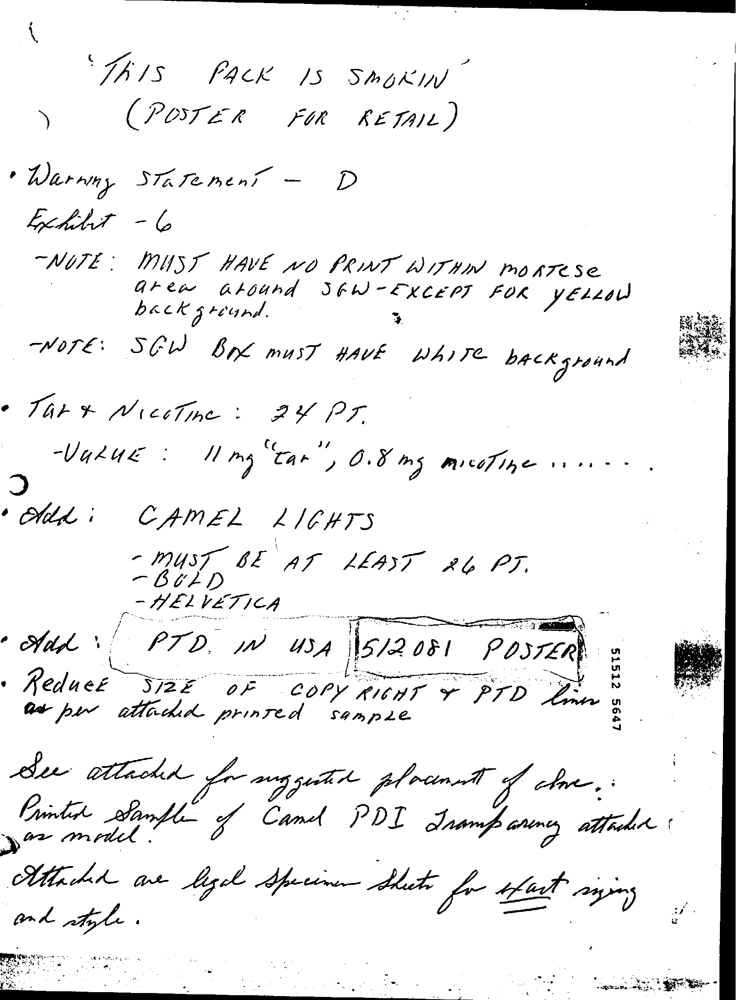 'THIS PACK IS SMOKIN'
(POSTER FOR RETAIL)
• Warning Statement - D
Exhibit - 6
-NOTE: MUST HAVE NO PRINT WITHIN mortese
area around SGW - EXCEPT FOR YELLOW
background.
-NOTE: SGW BOX MUST HAVE WHITE background
• Tar & Nicotine: 24 PT.
-VALUE: 11 mg "tar", 0.8 mg nicotine .......
• Add: CAMEL LIGHTS
- MUST BE AT LEAST 26 PT.
- BOLD
- HELVETICA
• Add: PTD. IN USA 512081 POSTER
• Reduce SIZE OF COPYRIGHT & PTD lines
as per attached printed sample
51512 5647
See attached for suggested placement of above.
Printed Sample of Camel PDI Transparency attached
as model.
Attached are legal Specimen Sheets for exact sizing
and style.